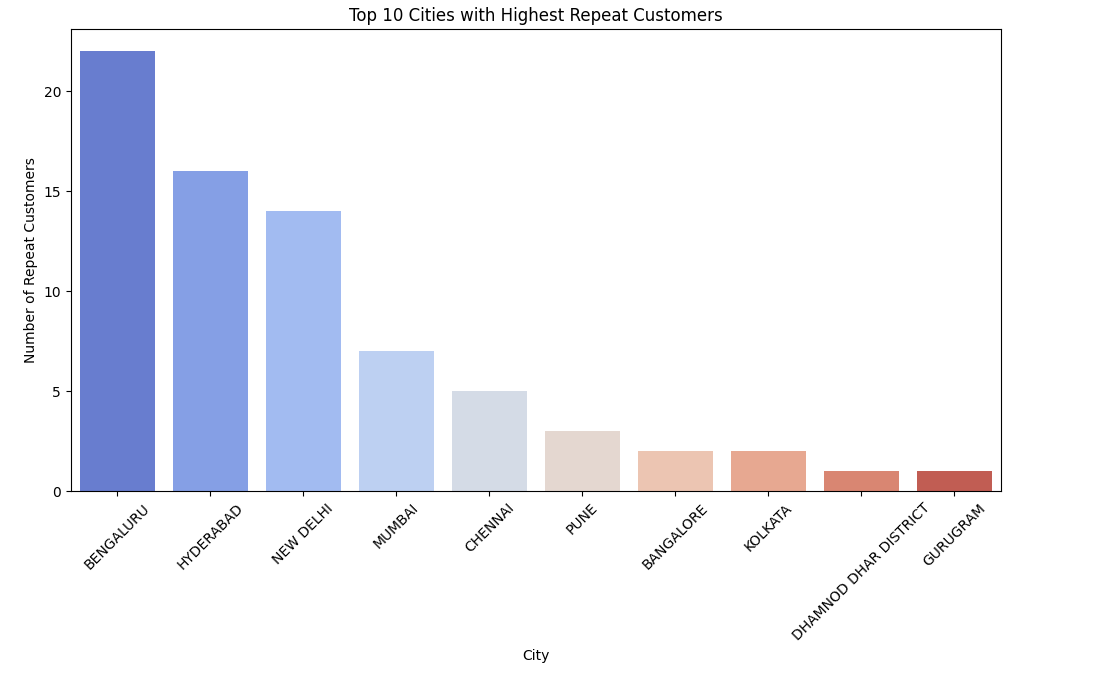 Top 10 Cities with Highest Repeat Customers
Number of Repeat Customers
20
15
10
5
0
BENGALURU
HYDERABAD
NEW DELHI
MUMBAI
CHENNAI
PUNE
BANGALORE
KOLKATA
DHAMNOD DHAR DISTRICT
GURUGRAM
City